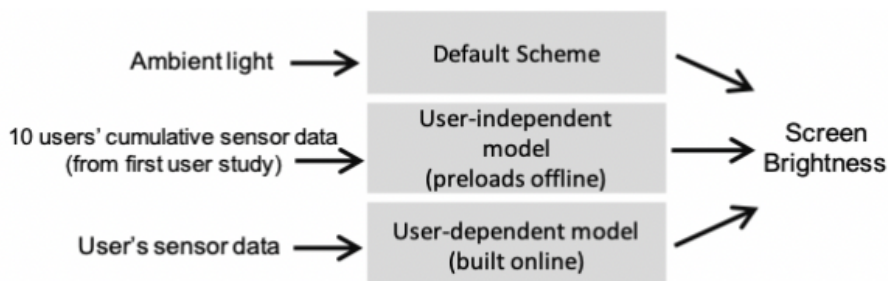 Ambient light
Default Scheme
10 users' cumulative sensor data
(from first user study)
User-independent
model
(preloads offline)
Screen
Brightness
User's sensor data
User-dependent model
(built online)